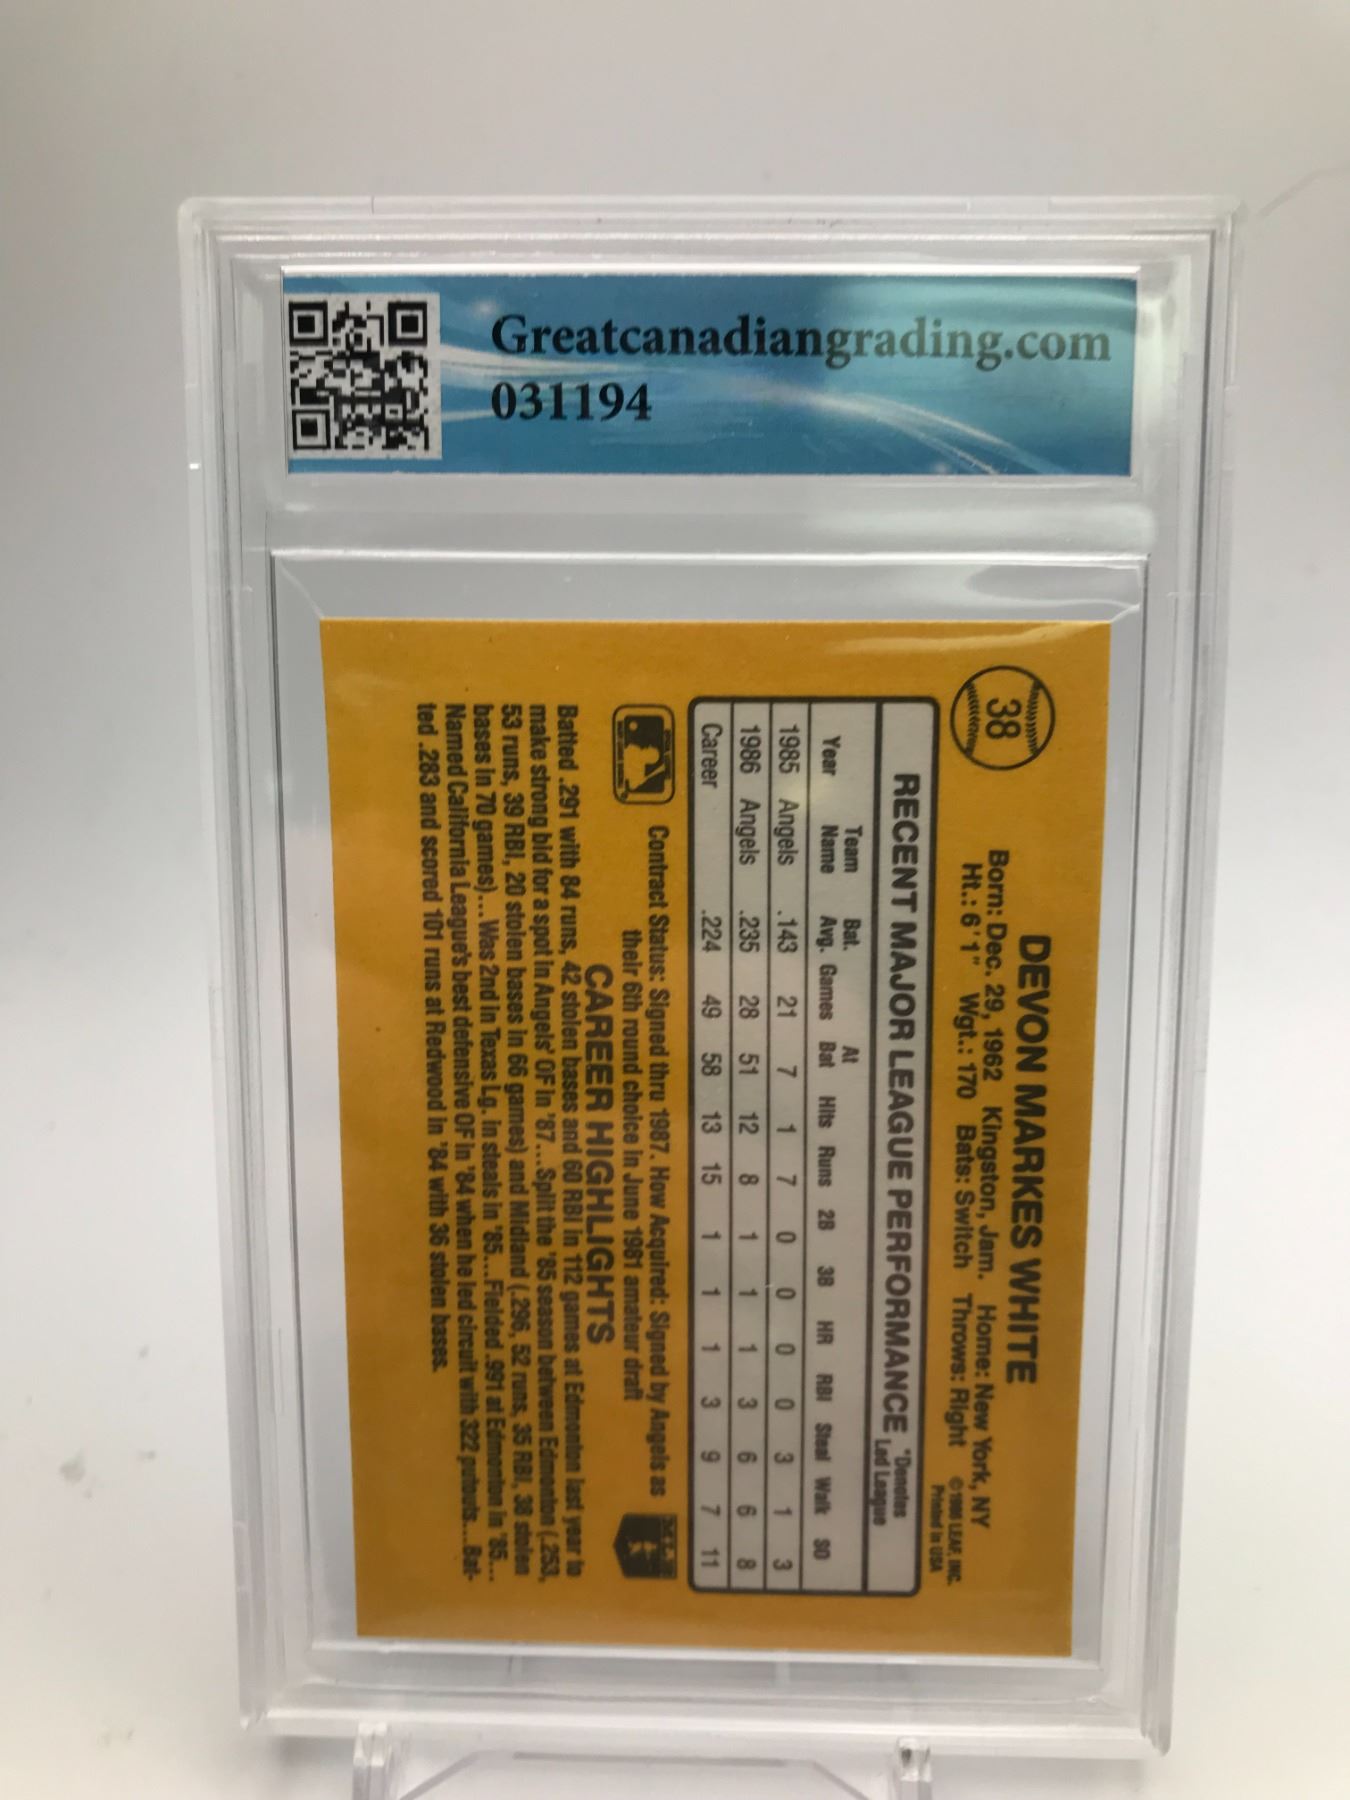 Greatcanadiangrading.com
031194
38
DEVON MARKES WHITE
Born: Dec. 29, 1962 Kingston, Jam. Home: New York, NY
Ht.: 6'1" Wgt.: 170 Bats: Switch Throws: Right
© 1986 LEAF, INC.
Printed in USA
RECENT MAJOR LEAGUE PERFORMANCE *Denotes Led League
Year Team Name Bat. Avg. Games At Bat Hits Runs 2B 3B HR RBI Steal Walk SO
1985 Angels .143 21 7 1 7 0 0 0 0 3 1 3
1986 Angels .235 28 51 12 8 1 1 1 3 6 6 8
Career .224 49 58 13 15 1 1 1 3 9 7 11
Contract Status: Signed thru 1987. How Acquired: Signed by Angels as
their 6th round choice in June 1981 amateur draft
CAREER HIGHLIGHTS
Batted .291 with 84 runs, 42 stolen bases and 60 RBI in 112 games at Edmonton last year to
make strong bid for a spot in Angels' OF in '87...Split the '85 season between Edmonton (.253,
53 runs, 39 RBI, 20 stolen bases in 66 games) and Midland (.296, 52 runs, 35 RBI, 38 stolen
bases in 70 games)...Was 2nd in Texas Lg. in steals in '85...Fielded .991 at Edmonton in '85...
Named California League's best defensive OF in '84 when he led circuit with 322 putouts...Bat-
ted .283 and scored 101 runs at Redwood in '84 with 36 stolen bases.